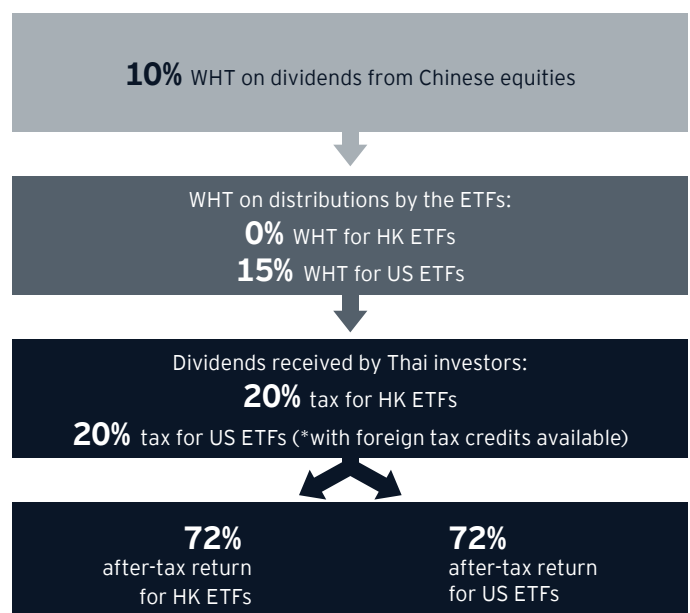 10% WHT on dividends from Chinese equities
WHT on distributions by the ETFs:
0% WHT for HK ETFs
15% WHT for US ETFs
Dividends received by Thai investors:
20% tax for HK ETFs
20% tax for US ETFs (*with foreign tax credits available)
72%
after-tax return
for HK ETFs
72%
after-tax return
for US ETFs